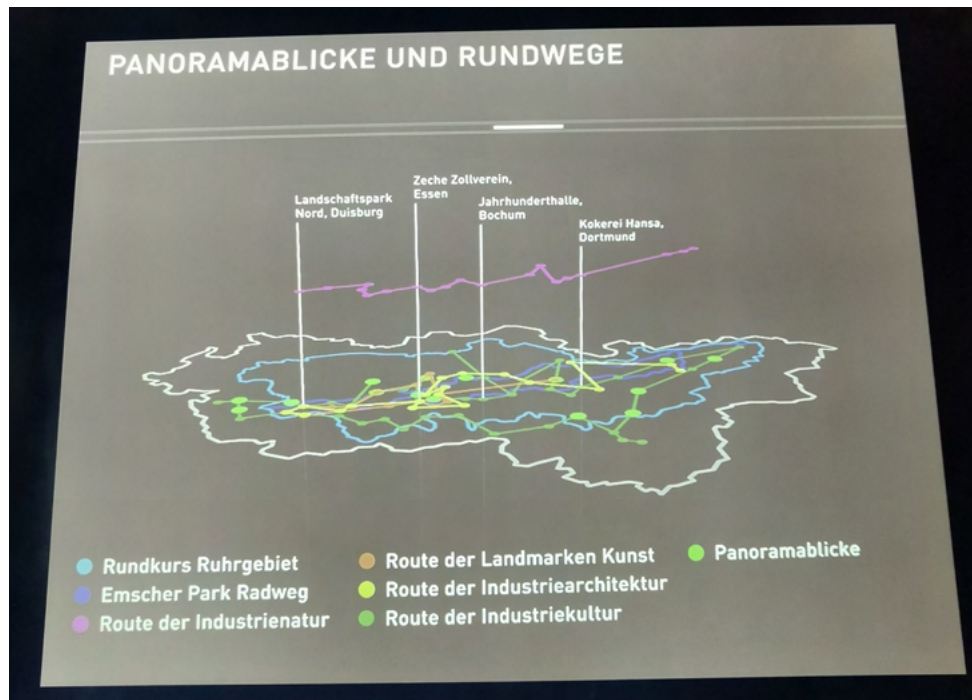 PANORAMABLICKE UND RUNDWEGE
Landschaftspark
Nord, Duisburg
Zeche Zollverein,
Essen
Jahrhunderthalle,
Bochum
Kokerei Hansa,
Dortmund
Rundkurs Ruhrgebiet
Emscher Park Radweg
Route der Industrienatur
Route der Landmarken Kunst
Route der Industriearchitektur
Route der Industriekultur
Panoramablicke